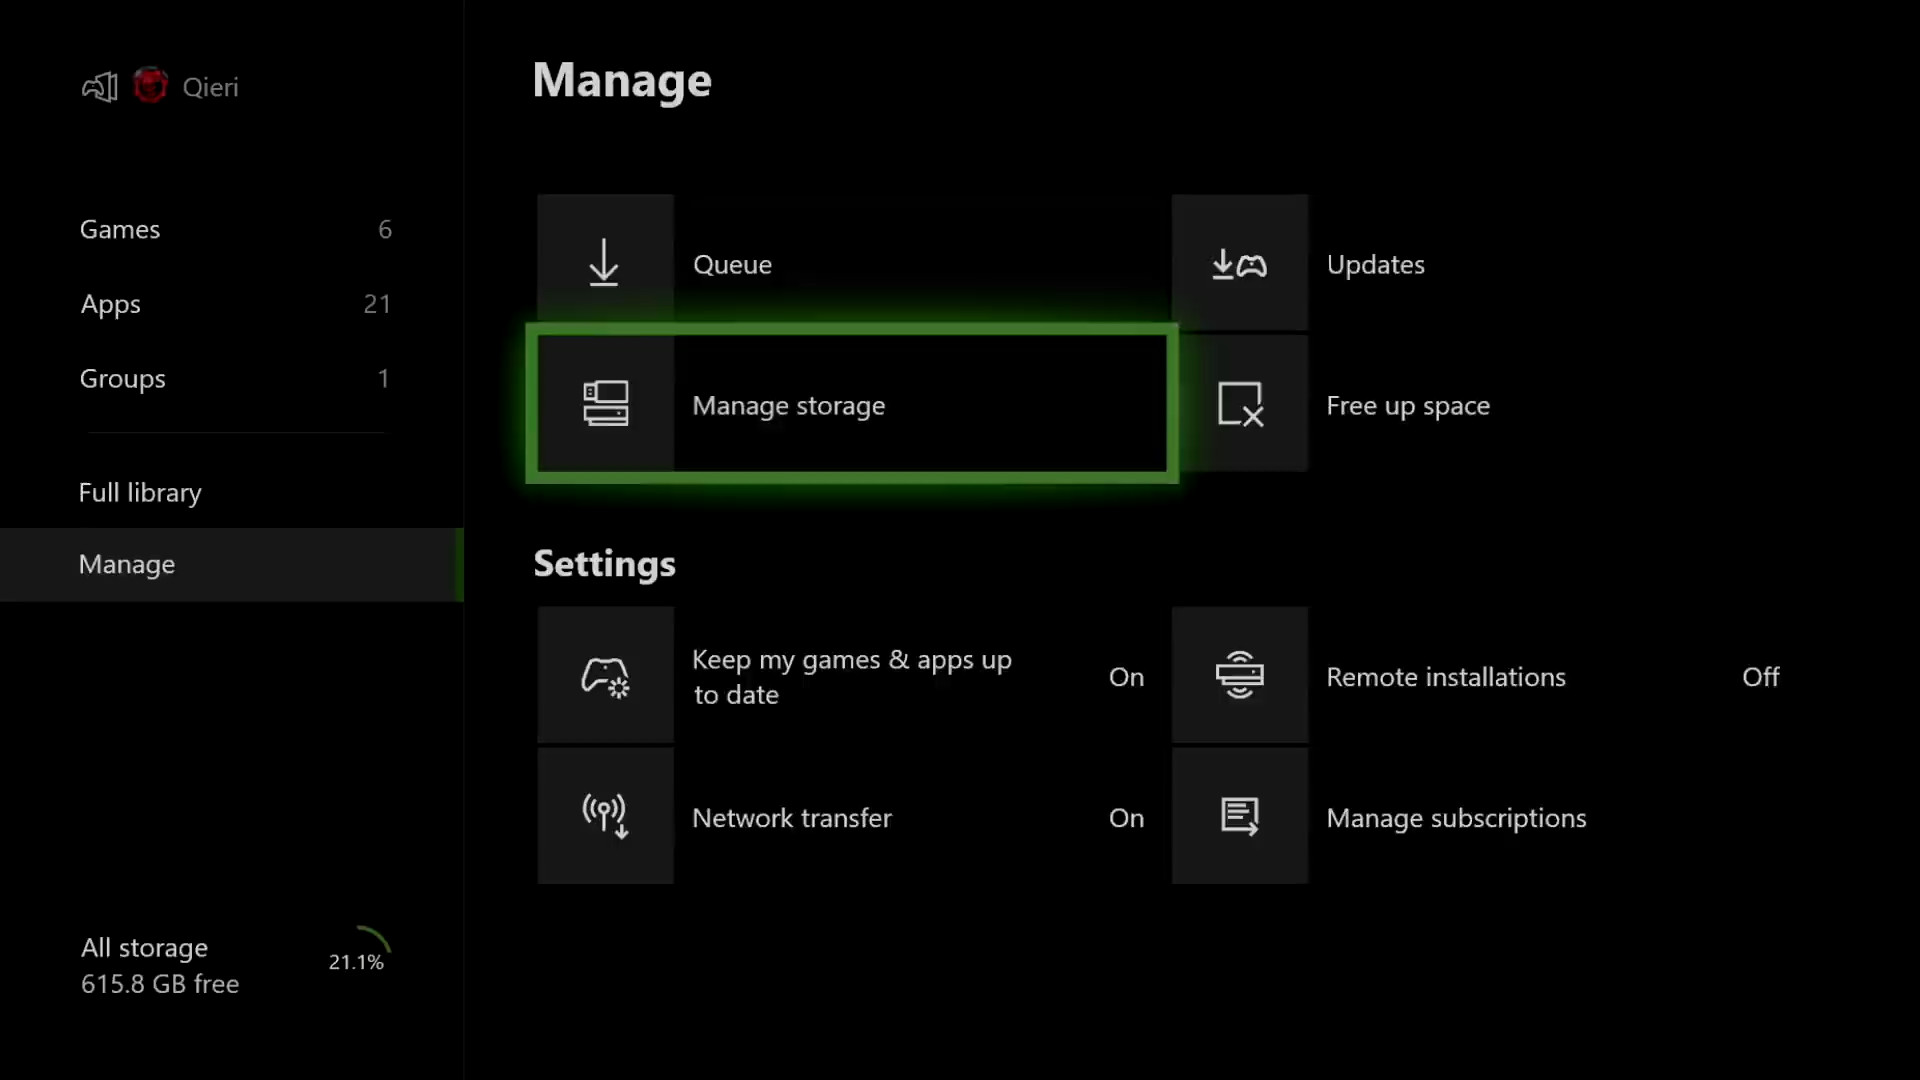 Qieri
Games 6
Apps 21
Groups 1
Full library
Manage
All storage
615.8 GB free
21.1%
Manage
Queue
Updates
Manage storage
Free up space
Settings
Keep my games & apps up
to date
On
Remote installations
Off
Network transfer
On
Manage subscriptions